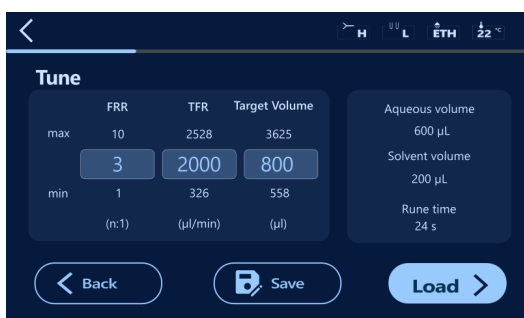 H L ETH 22 °C
Tune
FRR TFR Target Volume
max 10 2528 3625
3 2000 800
min 1 326 558
(n:1) (µl/min) (µl)
Aqueous volume
600 µL
Solvent volume
200 µL
Rune time
24 s
Back Save Load